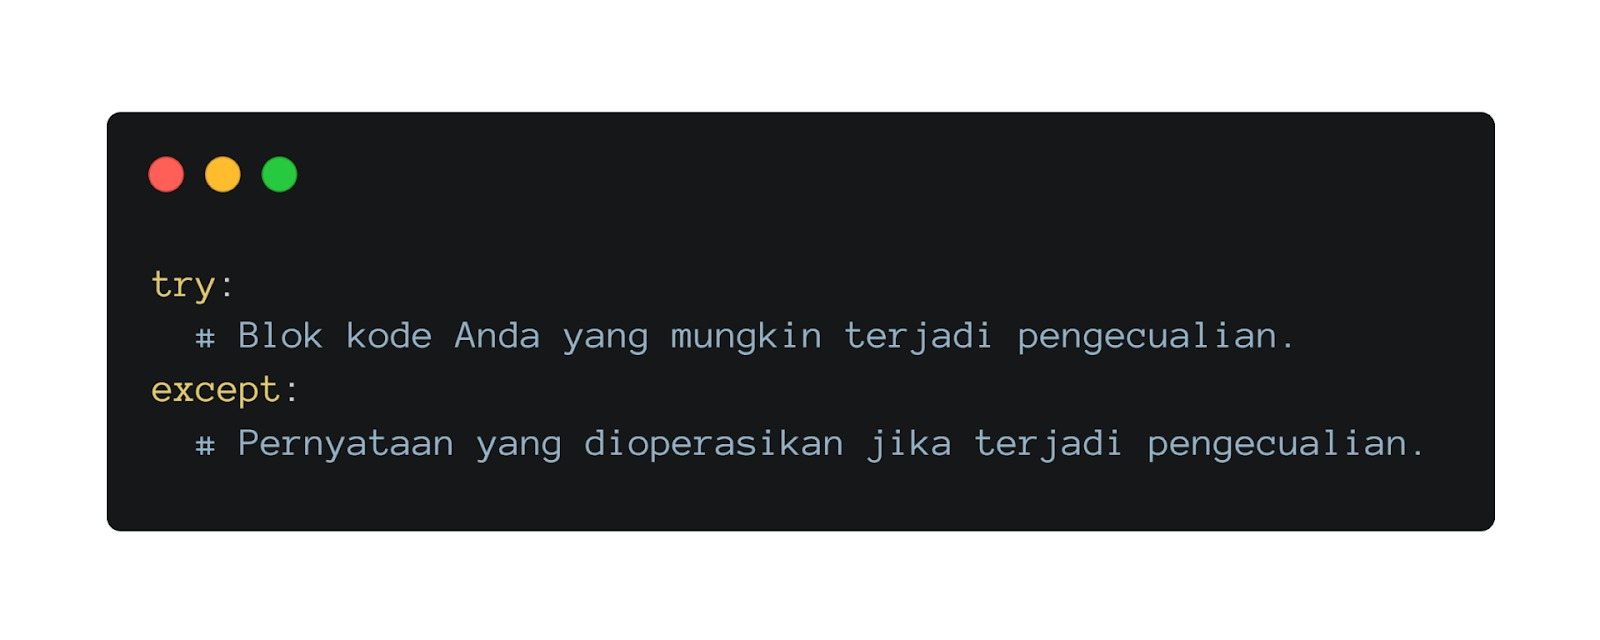 try:
  # Blok kode Anda yang mungkin terjadi pengecualian.
except:
  # Pernyataan yang dioperasikan jika terjadi pengecualian.